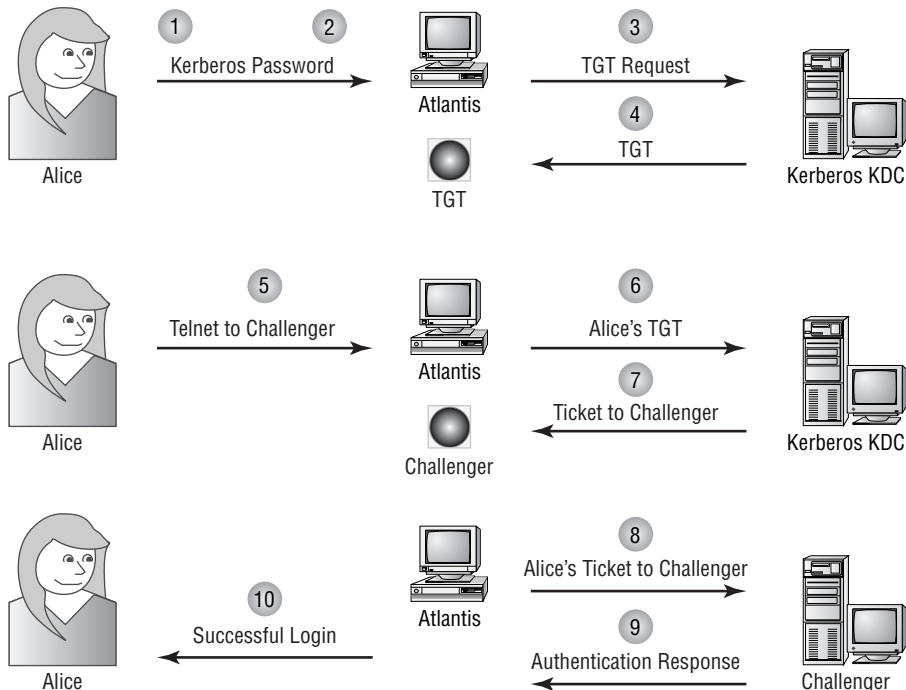 1
2
3
Kerberos Password
TGT Request
Atlantis
4
TGT
Alice
TGT
Kerberos KDC
5
6
Telnet to Challenger
Alice's TGT
Atlantis
7
Ticket to Challenger
Alice
Challenger
Kerberos KDC
8
Alice's Ticket to Challenger
10
Atlantis
9
Successful Login
Authentication Response
Alice
Challenger